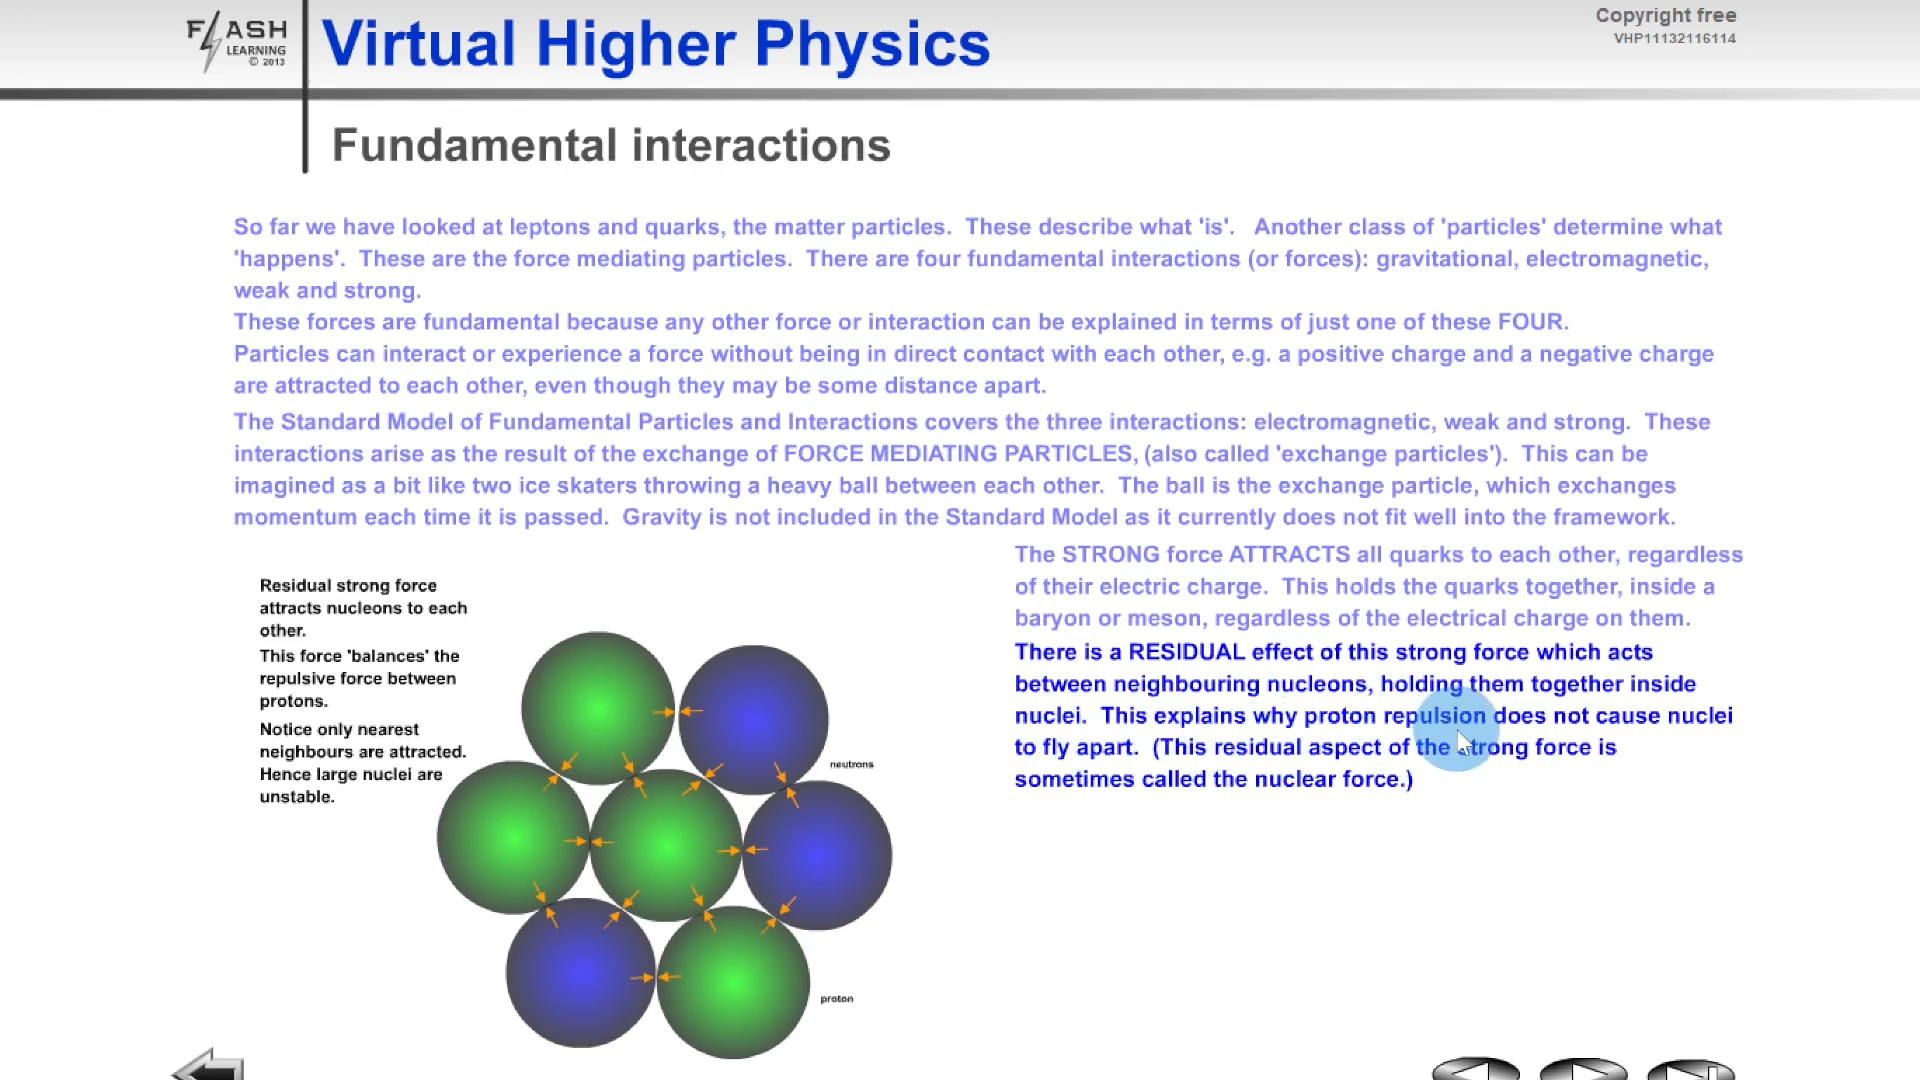 FLASH
LEARNING
© 2013
Virtual Higher Physics
Copyright free
VHP11132116114
Fundamental interactions
So far we have looked at leptons and quarks, the matter particles. These describe what 'is'. Another class of 'particles' determine what
'happens'. These are the force mediating particles. There are four fundamental interactions (or forces): gravitational, electromagnetic,
weak and strong.
These forces are fundamental because any other force or interaction can be explained in terms of just one of these FOUR.
Particles can interact or experience a force without being in direct contact with each other, e.g. a positive charge and a negative charge
are attracted to each other, even though they may be some distance apart.
The Standard Model of Fundamental Particles and Interactions covers the three interactions: electromagnetic, weak and strong. These
interactions arise as the result of the exchange of FORCE MEDIATING PARTICLES, (also called 'exchange particles'). This can be
imagined as a bit like two ice skaters throwing a heavy ball between each other. The ball is the exchange particle, which exchanges
momentum each time it is passed. Gravity is not included in the Standard Model as it currently does not fit well into the framework.
Residual strong force
attracts nucleons to each
other.
This force 'balances' the
repulsive force between
protons.
Notice only nearest
neighbours are attracted.
Hence large nuclei are
unstable.
neutrons
proton
The STRONG force ATTRACTS all quarks to each other, regardless
of their electric charge. This holds the quarks together, inside a
baryon or meson, regardless of the electrical charge on them.
There is a RESIDUAL effect of this strong force which acts
between neighbouring nucleons, holding them together inside
nuclei. This explains why proton repulsion does not cause nuclei
to fly apart. (This residual aspect of the strong force is
sometimes called the nuclear force.)